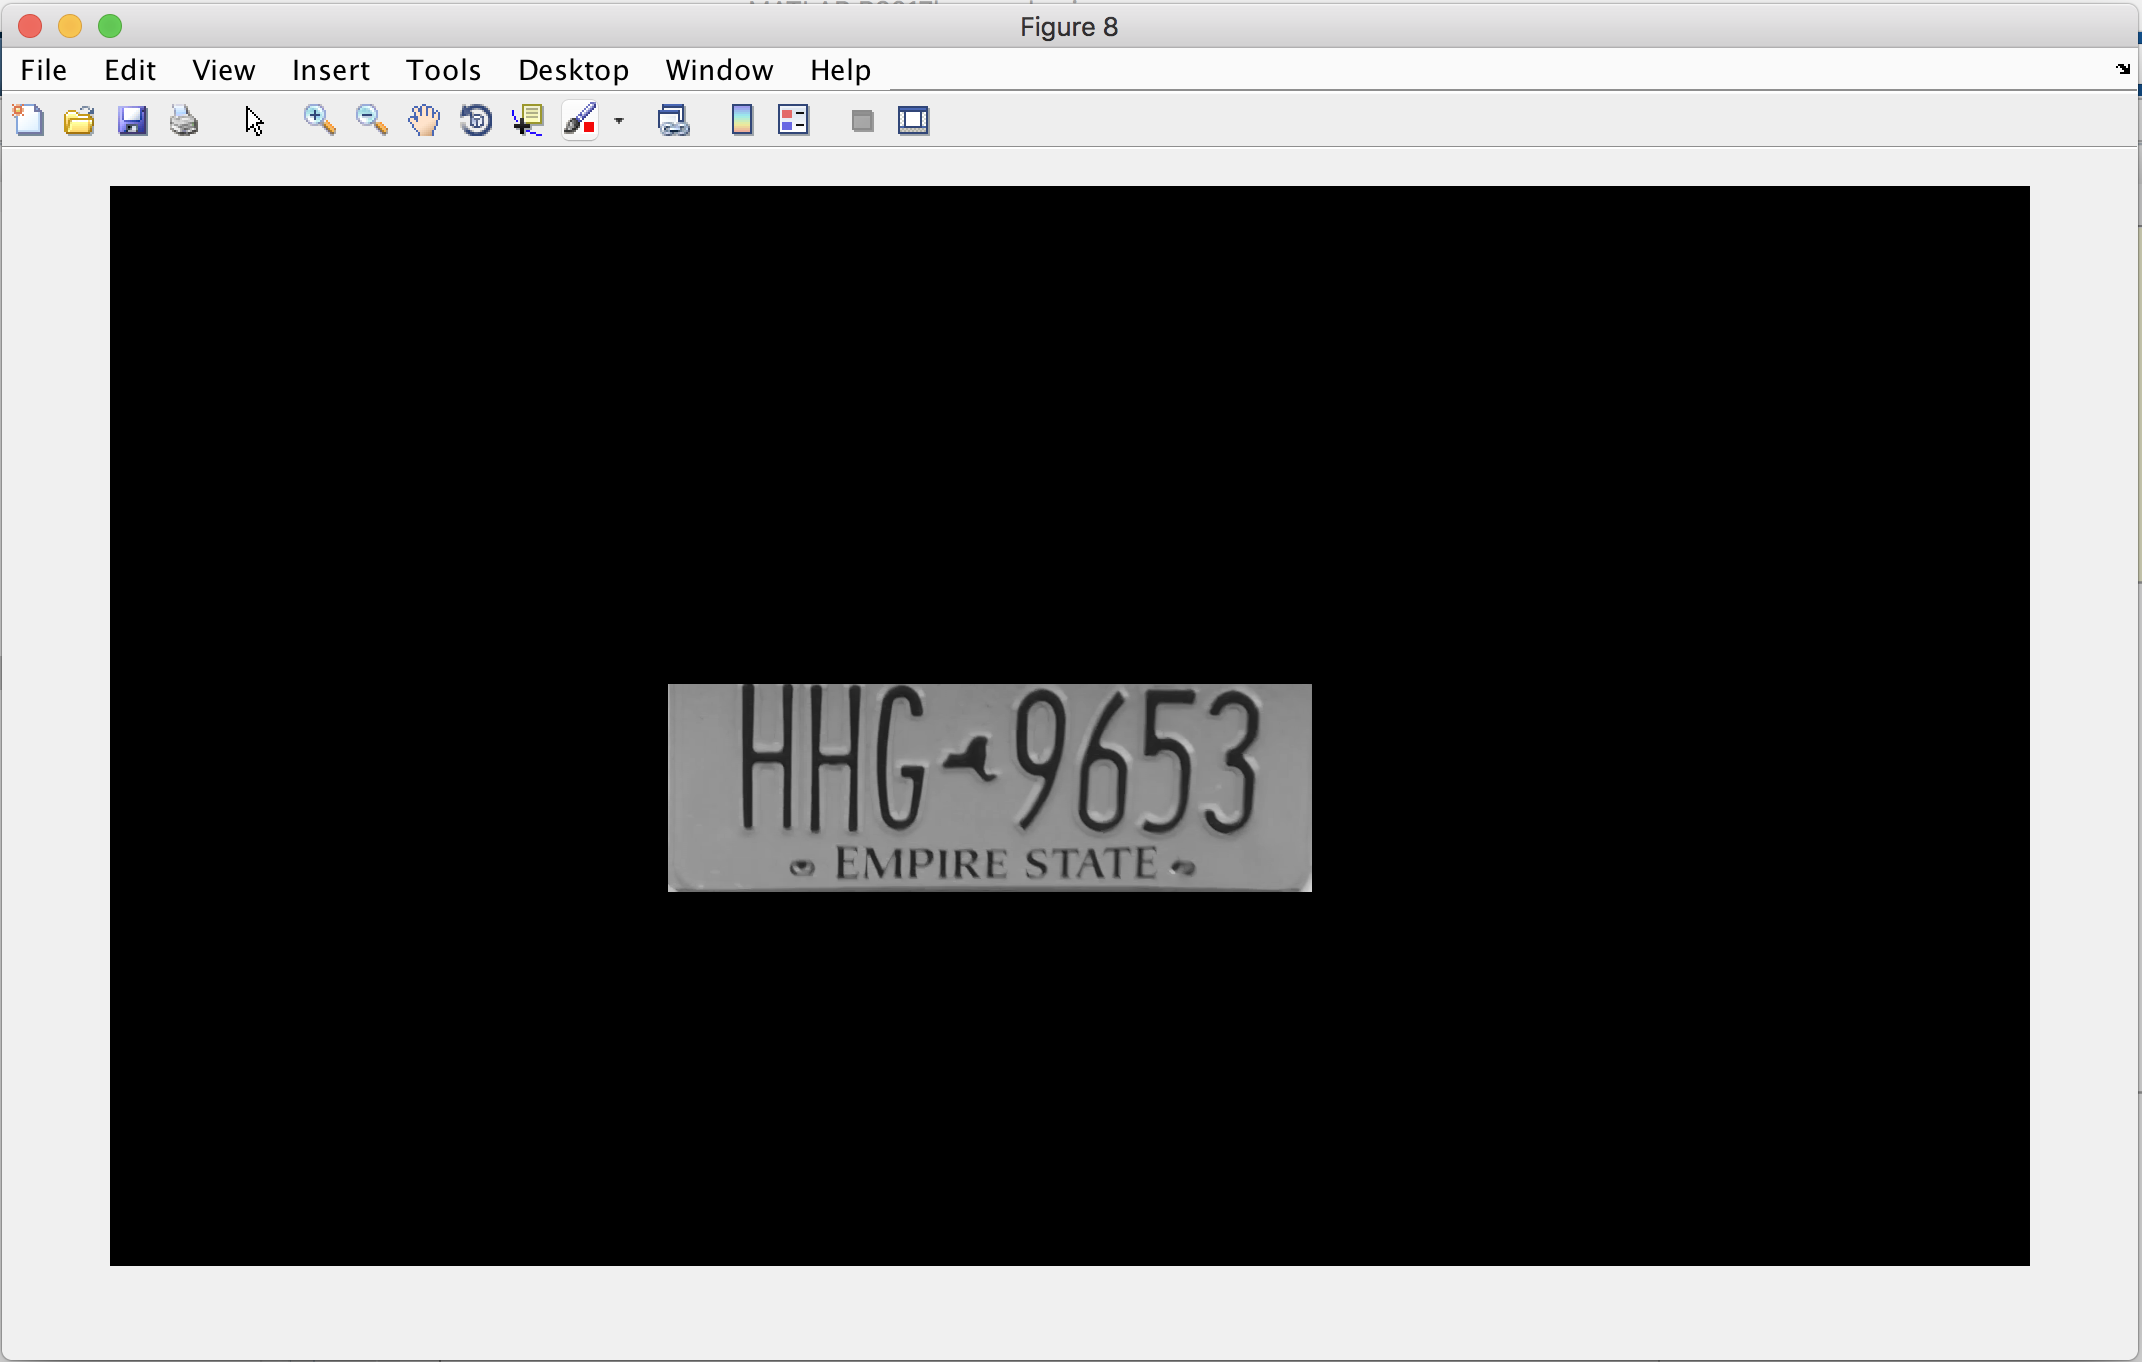 Figure 8
File Edit View Insert Tools Desktop Window Help
HHG 9653
EMPIRE STATE